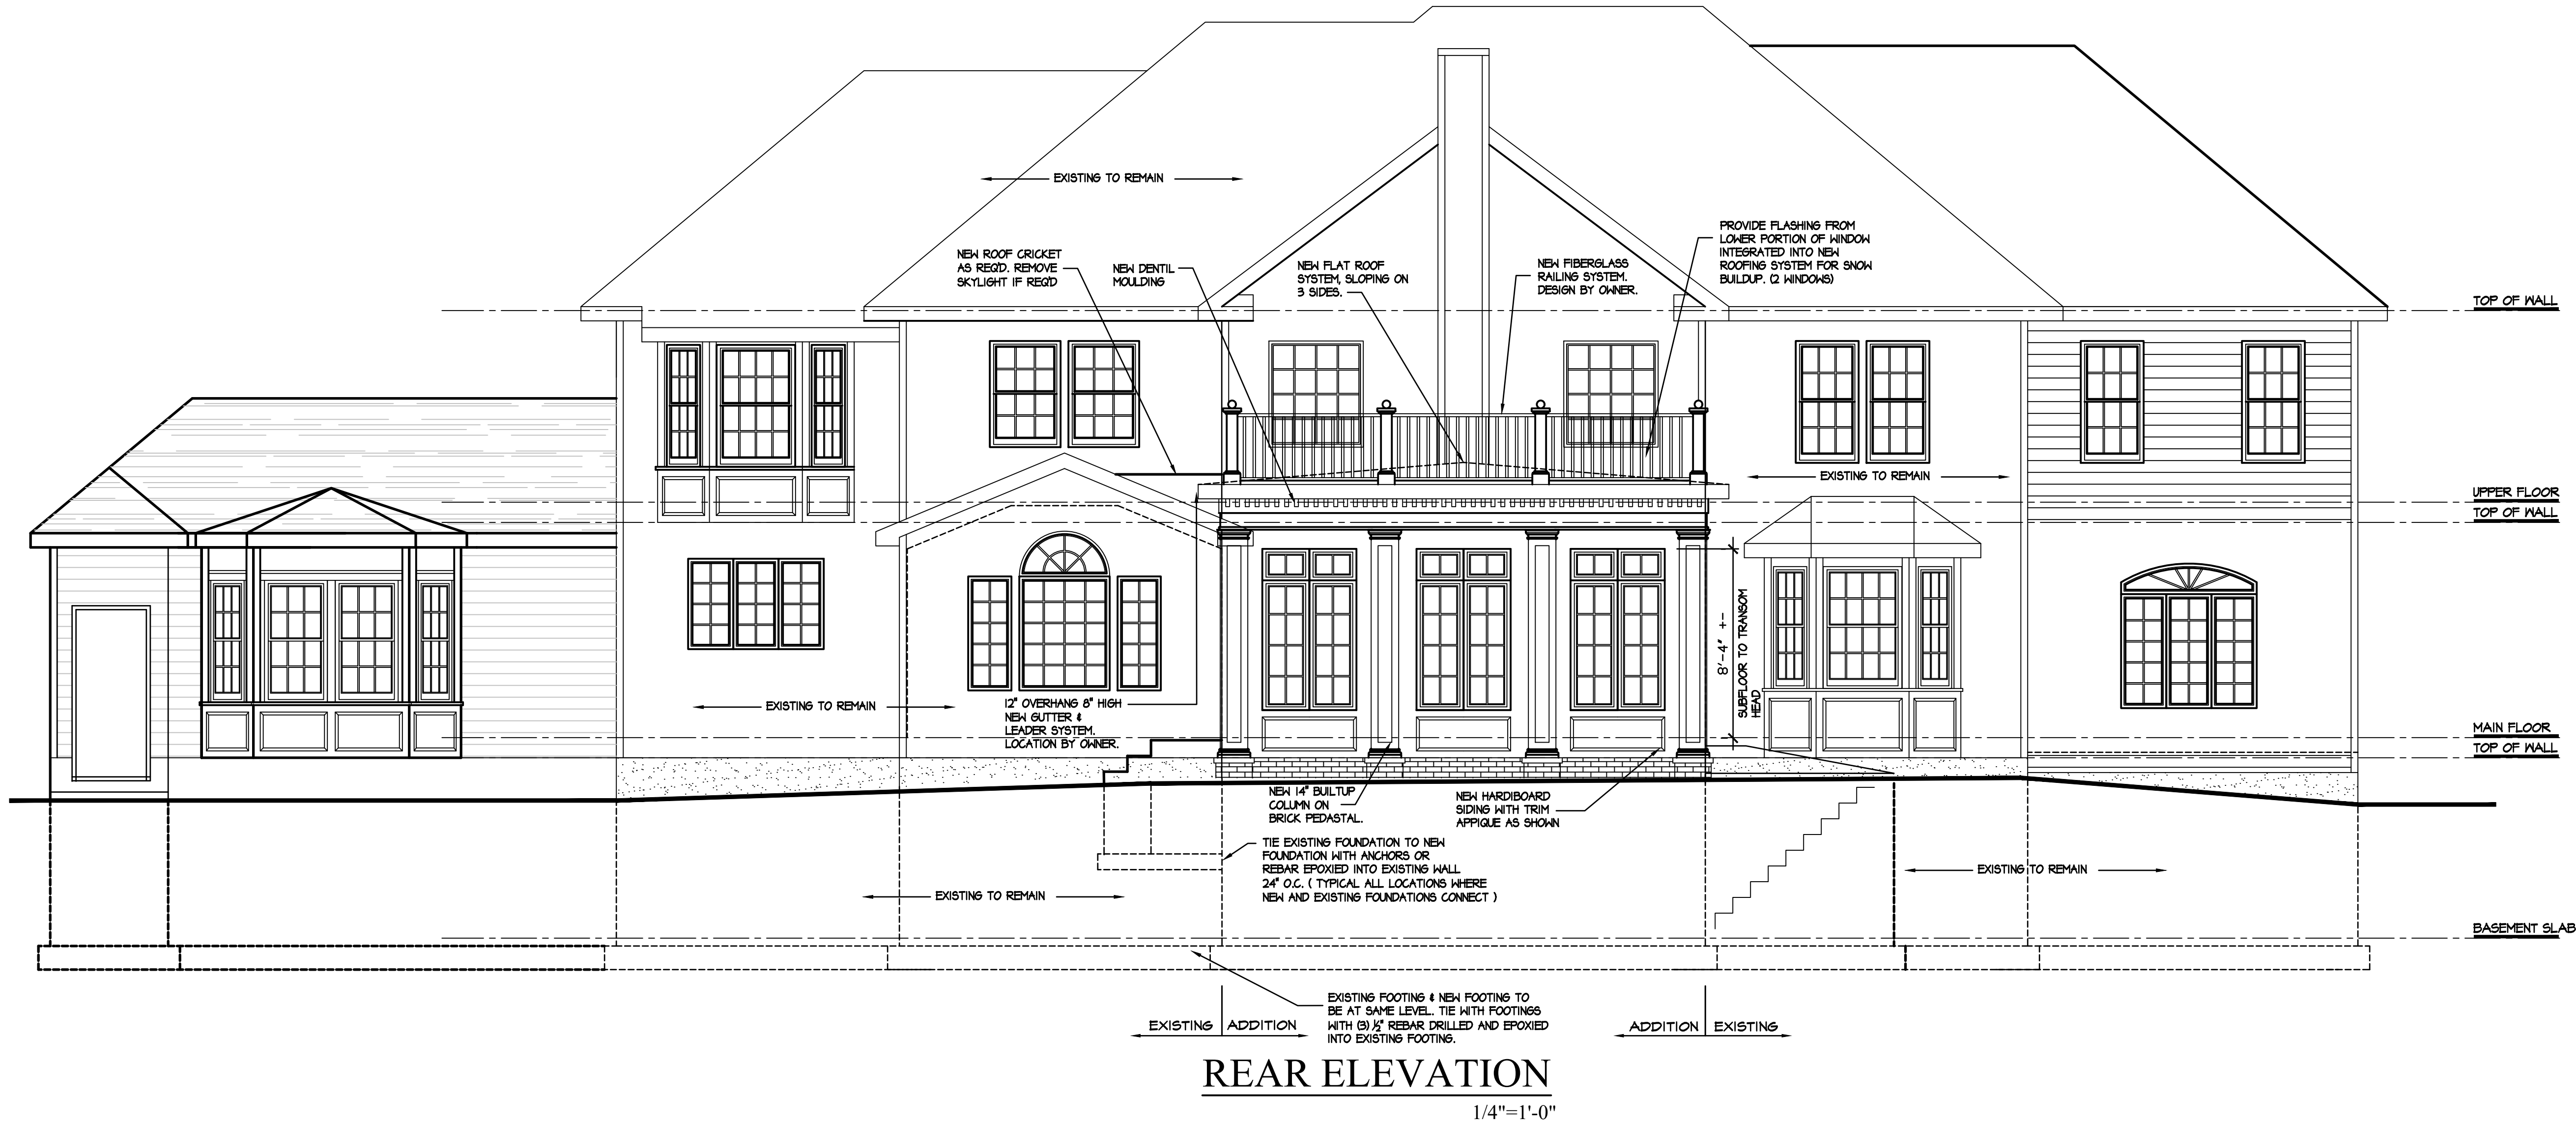 EXISTING TO REMAIN
NEW ROOF CRICKET
AS REQ'D. REMOVE
SKYLIGHT IF REQ'D
NEW DENTIL
MOULDING
NEW FLAT ROOF
SYSTEM, SLOPING ON
3 SIDES.
NEW FIBERGLASS
RAILING SYSTEM.
DESIGN BY OWNER.
PROVIDE FLASHING FROM
LOWER PORTION OF WINDOW
INTEGRATED INTO NEW
ROOFING SYSTEM FOR SNOW
BUILDUP. (2 WINDOWS)
TOP OF WALL
EXISTING TO REMAIN
UPPER FLOOR
TOP OF WALL
8'-4" +-
SUBFLOOR TO TRANSOM
HEAD
EXISTING TO REMAIN
12" OVERHANG 8" HIGH
NEW GUTTER &
LEADER SYSTEM.
LOCATION BY OWNER.
MAIN FLOOR
TOP OF WALL
NEW 14" BUILTUP
COLUMN ON
BRICK PEDASTAL.
NEW HARDIBOARD
SIDING WITH TRIM
APPIQUE AS SHOWN
TIE EXISTING FOUNDATION TO NEW
FOUNDATION WITH ANCHORS OR
REBAR EPOXIED INTO EXISTING WALL
24" O.C. ( TYPICAL ALL LOCATIONS WHERE
NEW AND EXISTING FOUNDATIONS CONNECT )
EXISTING TO REMAIN
EXISTING TO REMAIN
BASEMENT SLAB
EXISTING FOOTING & NEW FOOTING TO
BE AT SAME LEVEL. TIE WITH FOOTINGS
WITH (3) 1/2" REBAR DRILLED AND EPOXIED
INTO EXISTING FOOTING.
EXISTING ADDITION
ADDITION EXISTING
REAR ELEVATION
1/4"=1'-0"